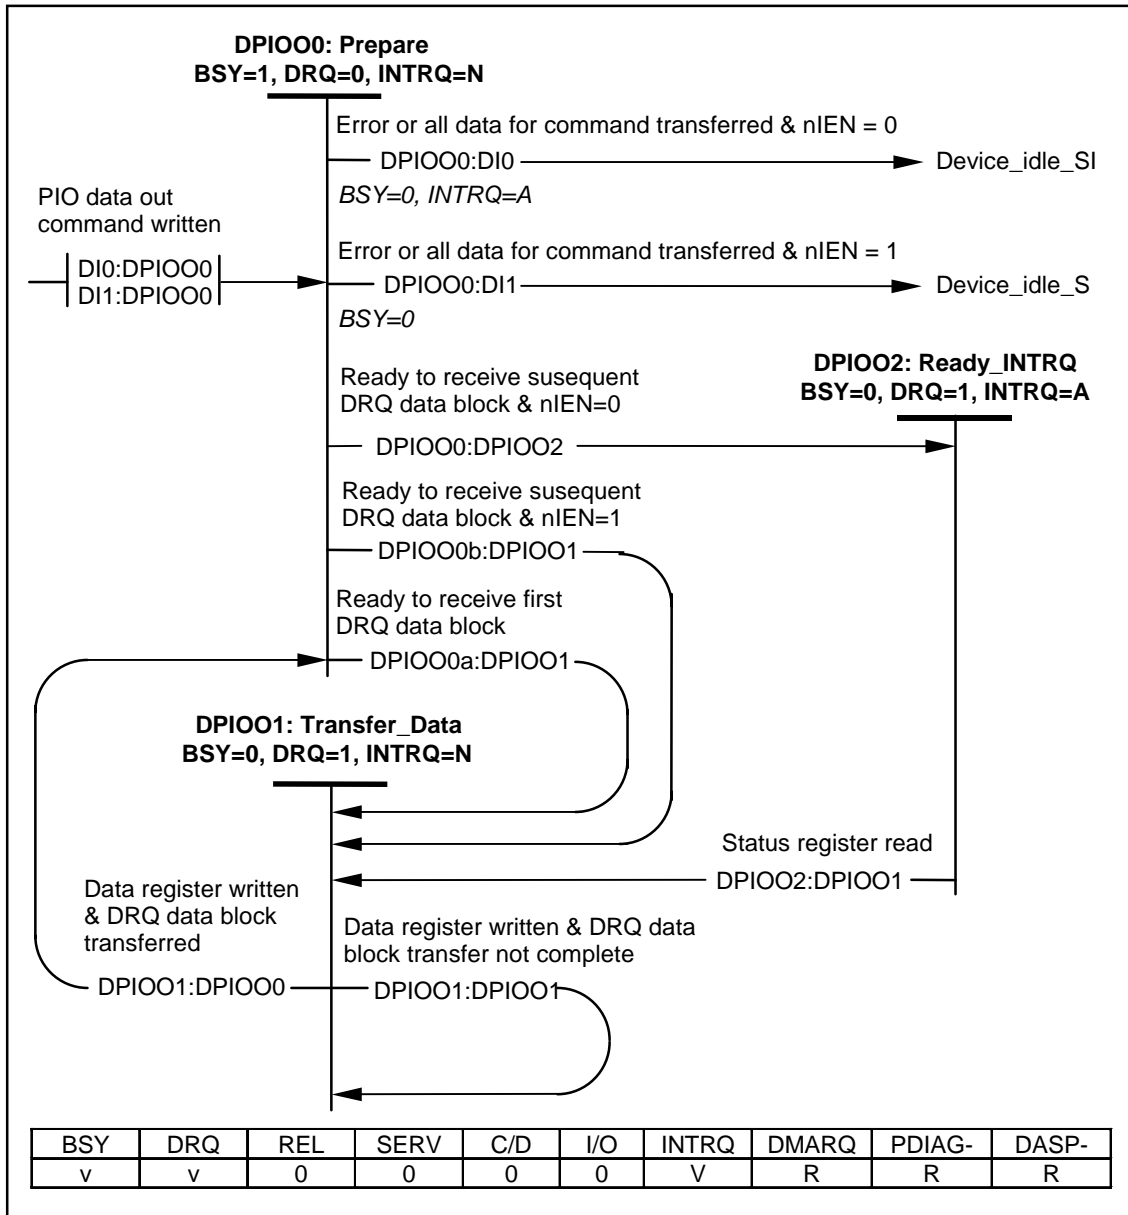 DPIOO0: Prepare
BSY=1, DRQ=0, INTRQ=N
Error or all data for command transferred & nIEN = 0
DPIOO0:DI0
Device_idle_SI
BSY=0, INTRQ=A
PIO data out
command written
DI0:DPIOO0
DI1:DPIOO0
Error or all data for command transferred & nIEN = 1
DPIOO0:DI1
Device_idle_S
BSY=0
DPIOO2: Ready_INTRQ
BSY=0, DRQ=1, INTRQ=A
Ready to receive susequent
DRQ data block & nIEN=0
DPIOO0:DPIOO2
Ready to receive susequent
DRQ data block & nIEN=1
DPIOO0b:DPIOO1
Ready to receive first
DRQ data block
DPIOO0a:DPIOO1
DPIOO1: Transfer_Data
BSY=0, DRQ=1, INTRQ=N
Status register read
DPIOO2:DPIOO1
Data register written
& DRQ data block
transferred
DPIOO1:DPIOO0
Data register written & DRQ data
block transfer not complete
DPIOO1:DPIOO1
BSY DRQ REL SERV C/D I/O INTRQ DMARQ PDIAG- DASP-
v v 0 0 0 0 V R R R